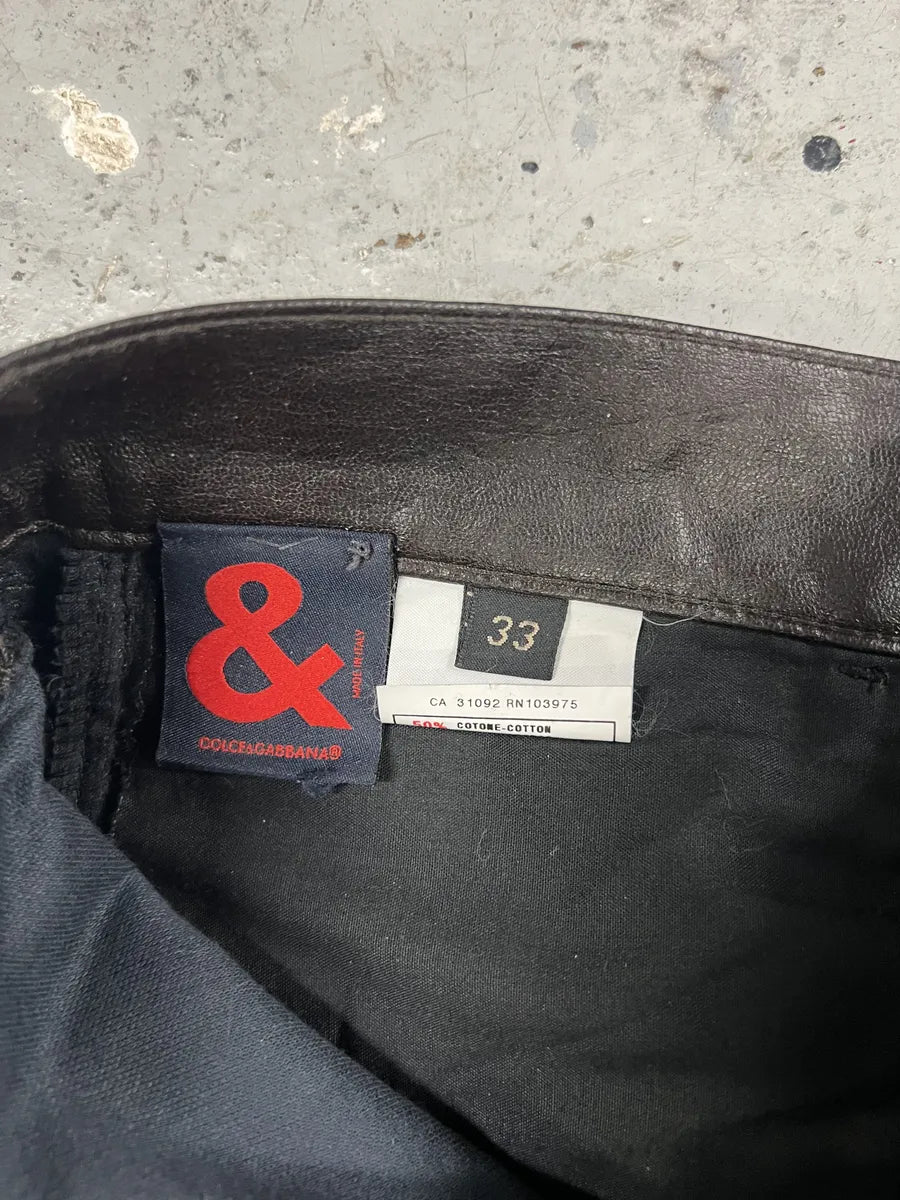 &
MADE IN ITALY
DOLCE&GABBANA®
33
CA 31092 RN103975
50% COTONE-COTTON